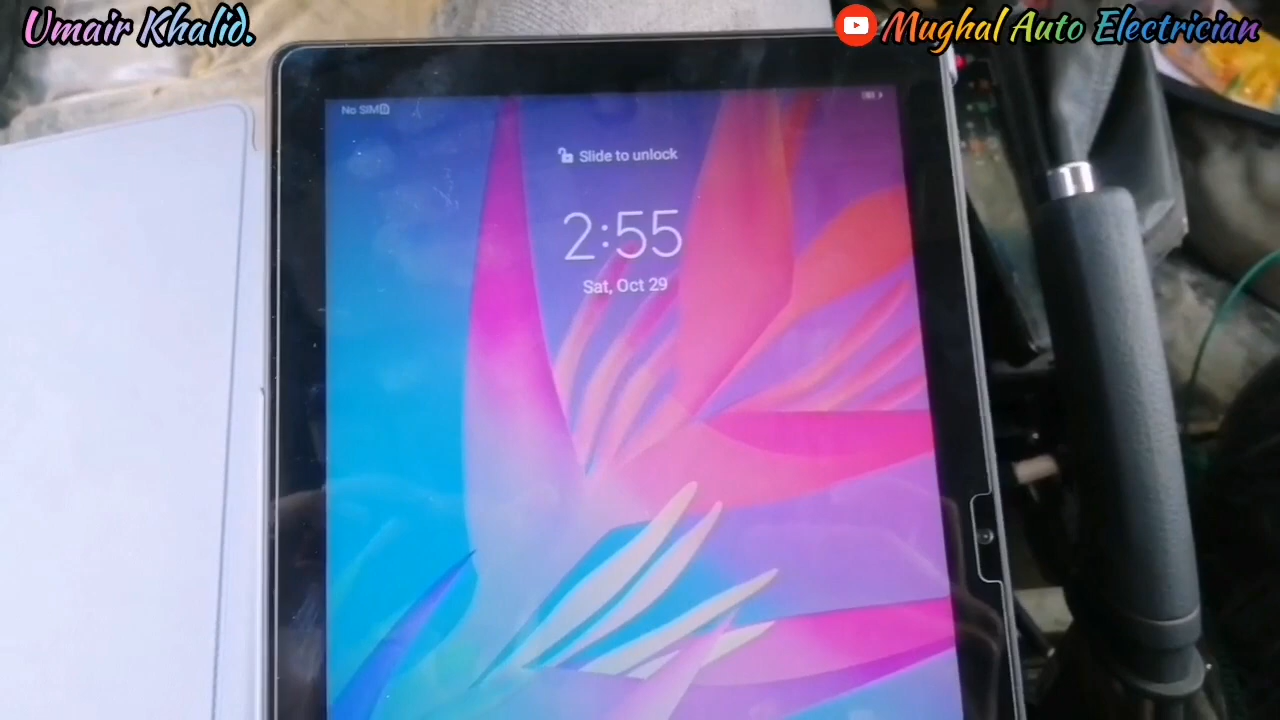 Umair Khalid.
Mughal Auto Electrician
No SIM
Slide to unlock
2:55
Sat, Oct 29